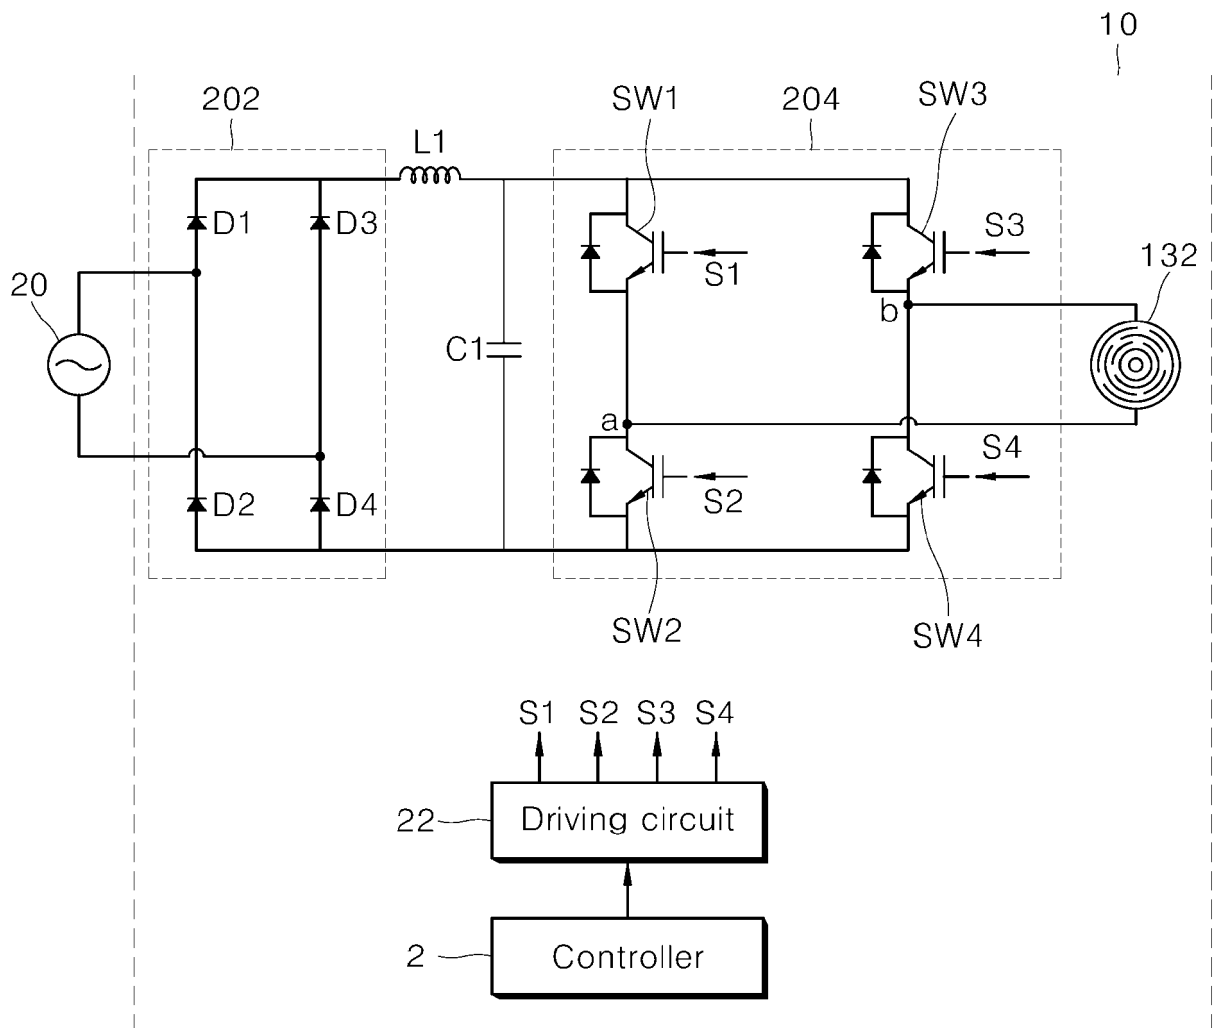 10
202
SW1
204
SW3
L1
D1
D3
S1
S3
132
20
b
C1
a
S4
D2
D4
S2
SW2
SW4
S1 S2 S3 S4
22
Driving circuit
2
Controller